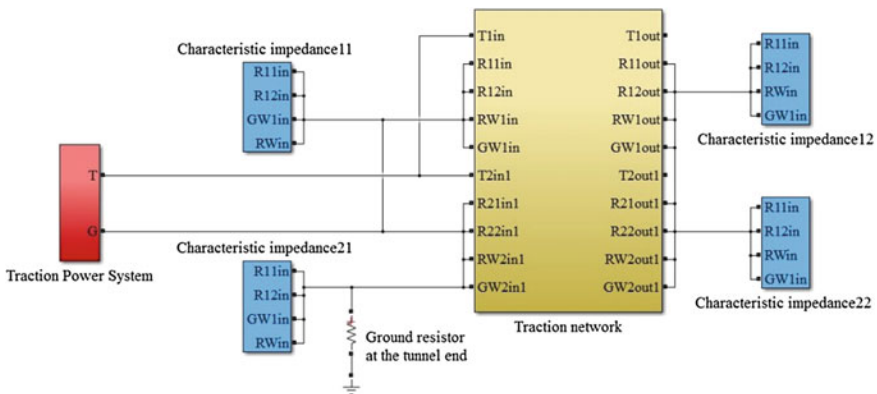 Characteristic impedance11
R11in
R12in
GW1in
RWin
T
G
Traction Power System
Characteristic impedance21
R11in
R12in
GW1in
RWin
Ground resistor
at the tunnel end
T1in
R11in
R12in
RW1in
GW1in
T2in1
R21in1
R22in1
RW2in1
GW2in1
T1out
R11out
R12out
RW1out
GW1out
T2out1
R21out1
R22out1
RW2out1
GW2out1
Traction network
R11in
R12in
RWin
GW1in
Characteristic impedance12
R11in
R12in
RWin
GW1in
Characteristic impedance22